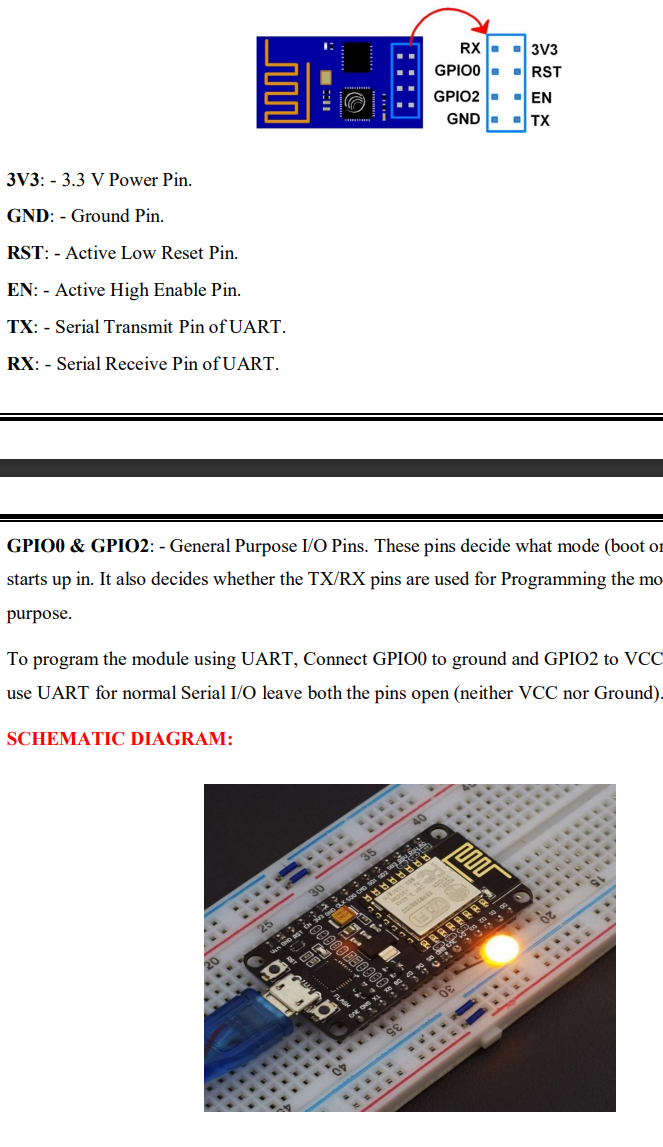 RX 3V3
GPIO0 RST
GPIO2 EN
GND TX
3V3: - 3.3 V Power Pin.
GND: - Ground Pin.
RST: - Active Low Reset Pin.
EN: - Active High Enable Pin.
TX: - Serial Transmit Pin of UART.
RX: - Serial Receive Pin of UART.
GPIO0 & GPIO2: - General Purpose I/O Pins. These pins decide what mode (boot or
starts up in. It also decides whether the TX/RX pins are used for Programming the mo
purpose.
To program the module using UART, Connect GPIO0 to ground and GPIO2 to VCC
use UART for normal Serial I/O leave both the pins open (neither VCC nor Ground).
SCHEMATIC DIAGRAM:
40
35
30
25
20
15
20
30
35
40
FLASH